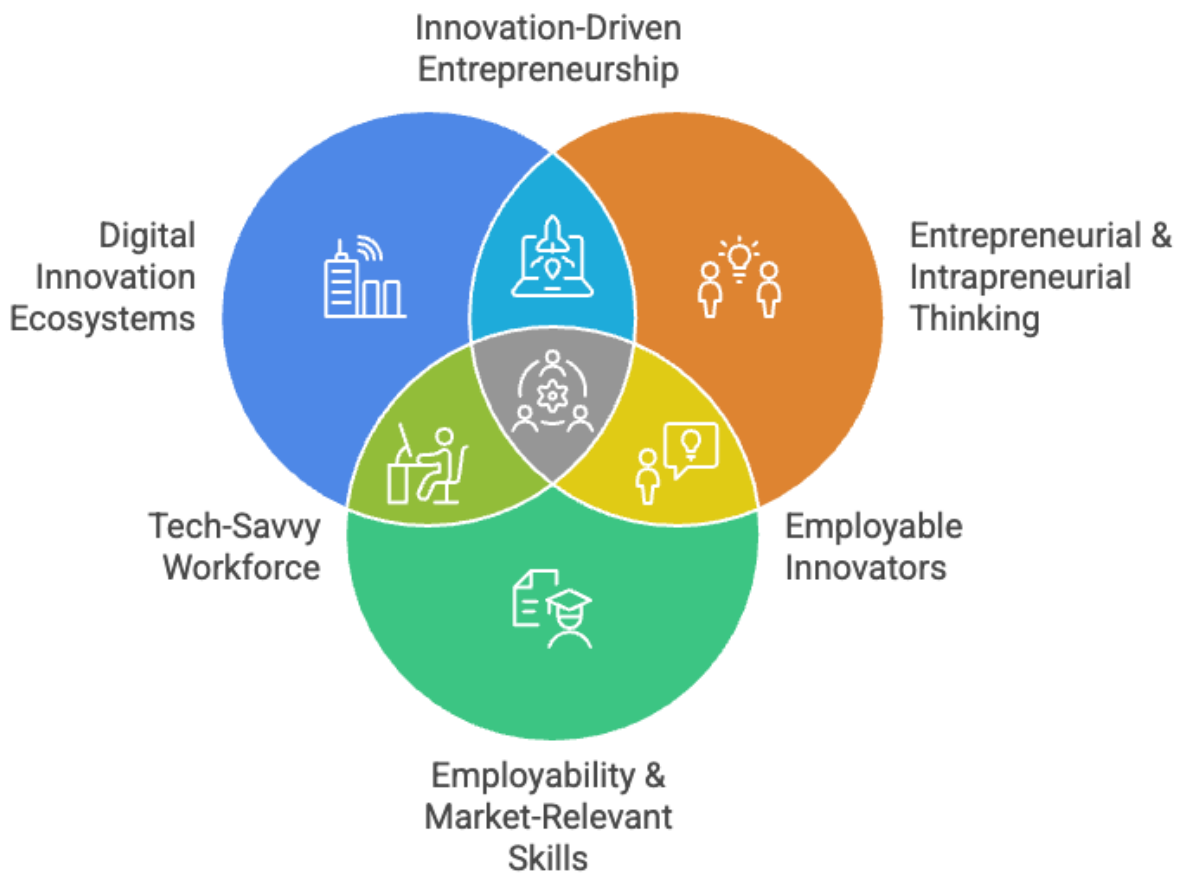 Innovation-Driven
Entrepreneurship
Digital
Innovation
Ecosystems
Entrepreneurial &
Intrapreneurial
Thinking
Tech-Savvy
Workforce
Employable
Innovators
Employability &
Market-Relevant
Skills